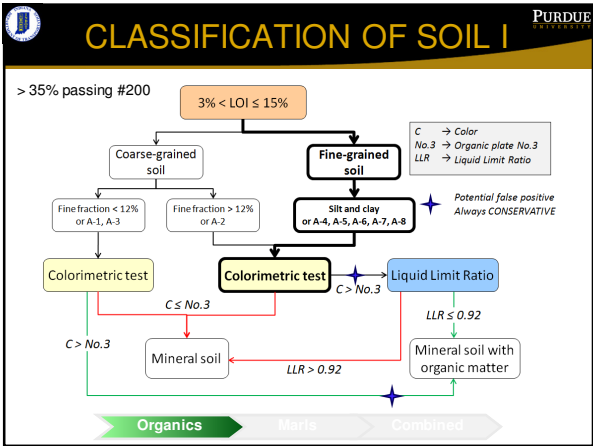 PURDUE
UNIVERSITY
CLASSIFICATION OF SOIL I
> 35% passing #200
3% < LOI ≤ 15%
C → Color
No.3 → Organic plate No.3
LLR → Liquid Limit Ratio
Coarse-grained
soil
Fine-grained
soil
Fine fraction < 12%
or A-1, A-3
Fine fraction > 12%
or A-2
Silt and clay
or A-4, A-5, A-6, A-7, A-8
Potential false positive
Always CONSERVATIVE
Colorimetric test
Colorimetric test
C > No.3
Liquid Limit Ratio
C ≤ No.3
LLR ≤ 0.92
C > No.3
Mineral soil
LLR > 0.92
Mineral soil with
organic matter
Organics
Marls
Combined